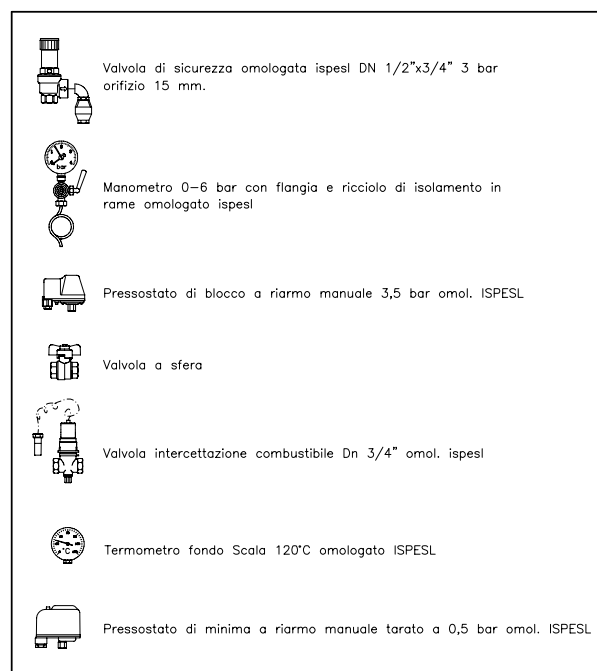 Valvola di sicurezza omologata ispesl DN 1/2"x3/4" 3 bar
orifizio 15 mm.
bar
Manometro 0-6 bar con flangia e ricciolo di isolamento in
rame omologato ispesl
Pressostato di blocco a riarmo manuale 3,5 bar omol. ISPESL
Valvola a sfera
Valvola intercettazione combustibile Dn 3/4" omol. ispesl
°C
Termometro fondo Scala 120°C omologato ISPESL
Pressostato di minima a riarmo manuale tarato a 0,5 bar omol. ISPESL